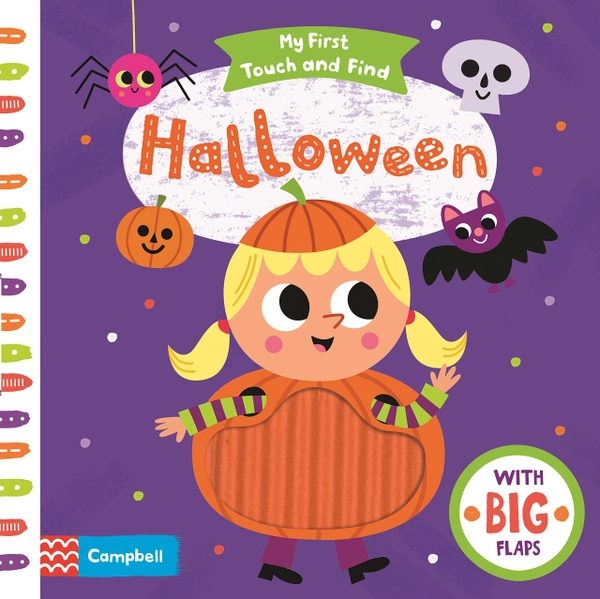 My First
Touch and Find
Halloween
WITH
BIG
FLAPS
Campbell